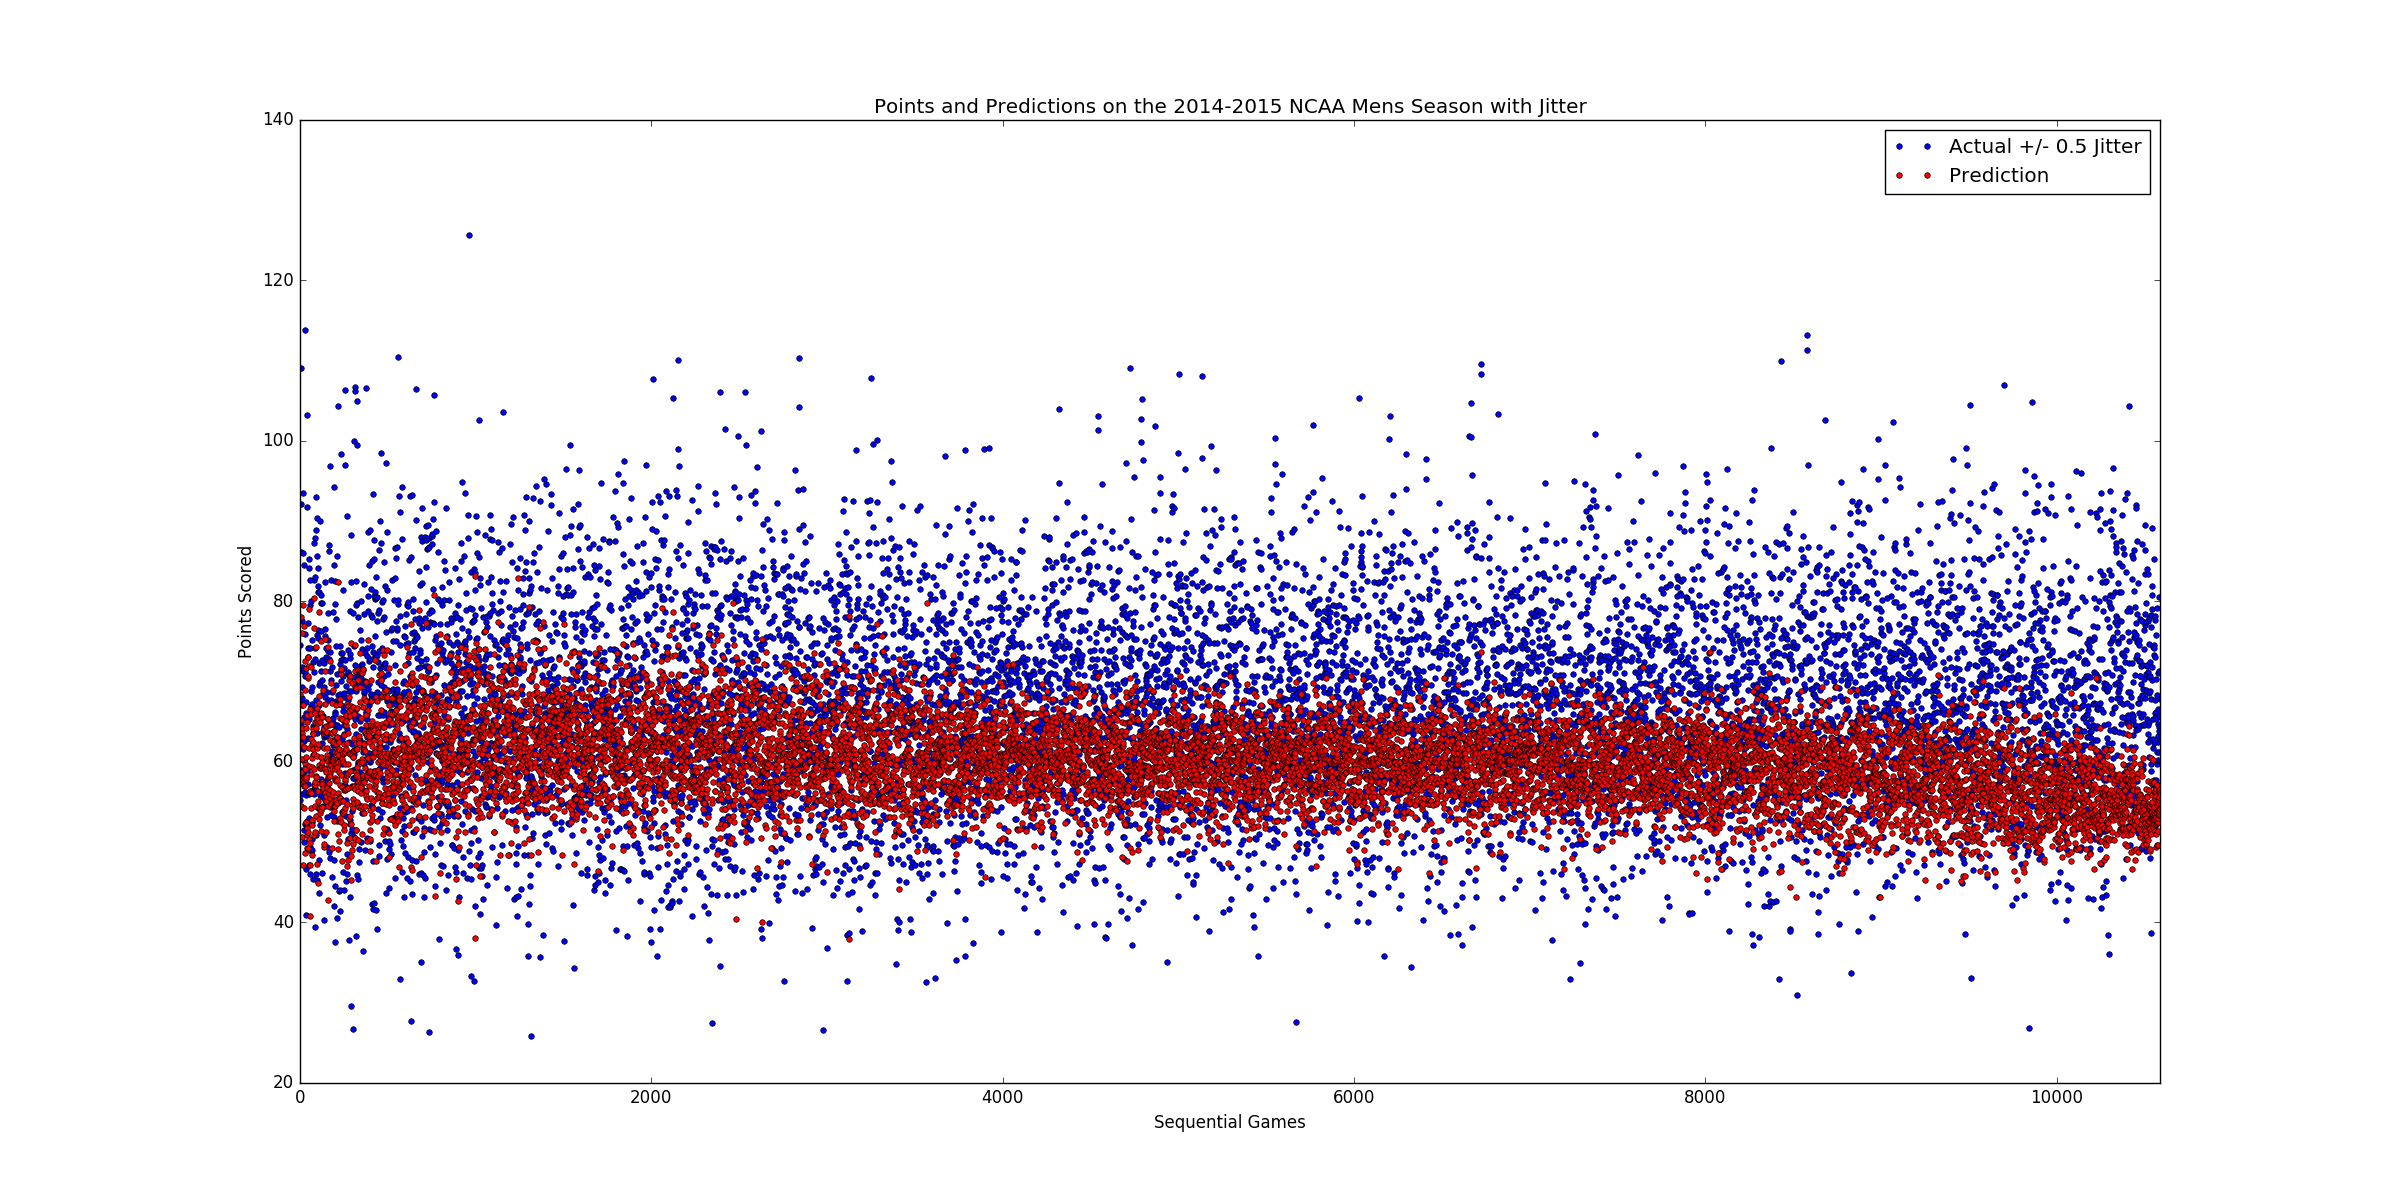 Points and Predictions on the 2014-2015 NCAA Mens Season with Jitter
140
120
100
80
60
40
20
Points Scored
Actual +/- 0.5 Jitter
Prediction
0 2000 4000 6000 8000 10000
Sequential Games